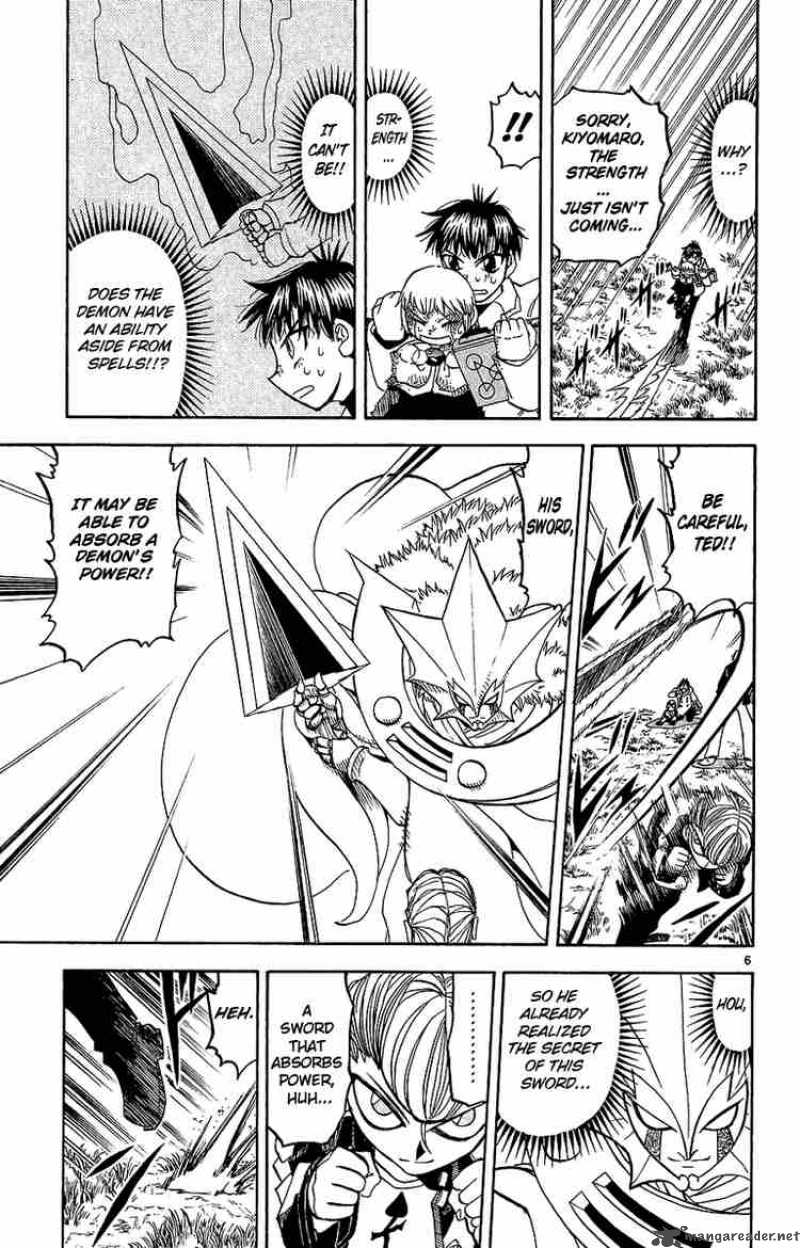 WHY
...?
SORRY,
KIYOMARO,
THE
STRENGTH
...
JUST ISN'T
COMING...
!!
STR-
ENGTH
...
IT
CAN'T
BE!!
DOES THE
DEMON HAVE
AN ABILITY
ASIDE FROM
SPELLS!!?
BE
CAREFUL,
TED!!
HIS
SWORD,
IT MAY BE
ABLE TO
ABSORB A
DEMON'S
POWER!!
6
HOU,
SO HE
ALREADY
REALIZED
THE SECRET
OF THIS
SWORD...
.........
A
SWORD
THAT
ABSORBS
POWER,
HUH...
HEH.
mangareader.net